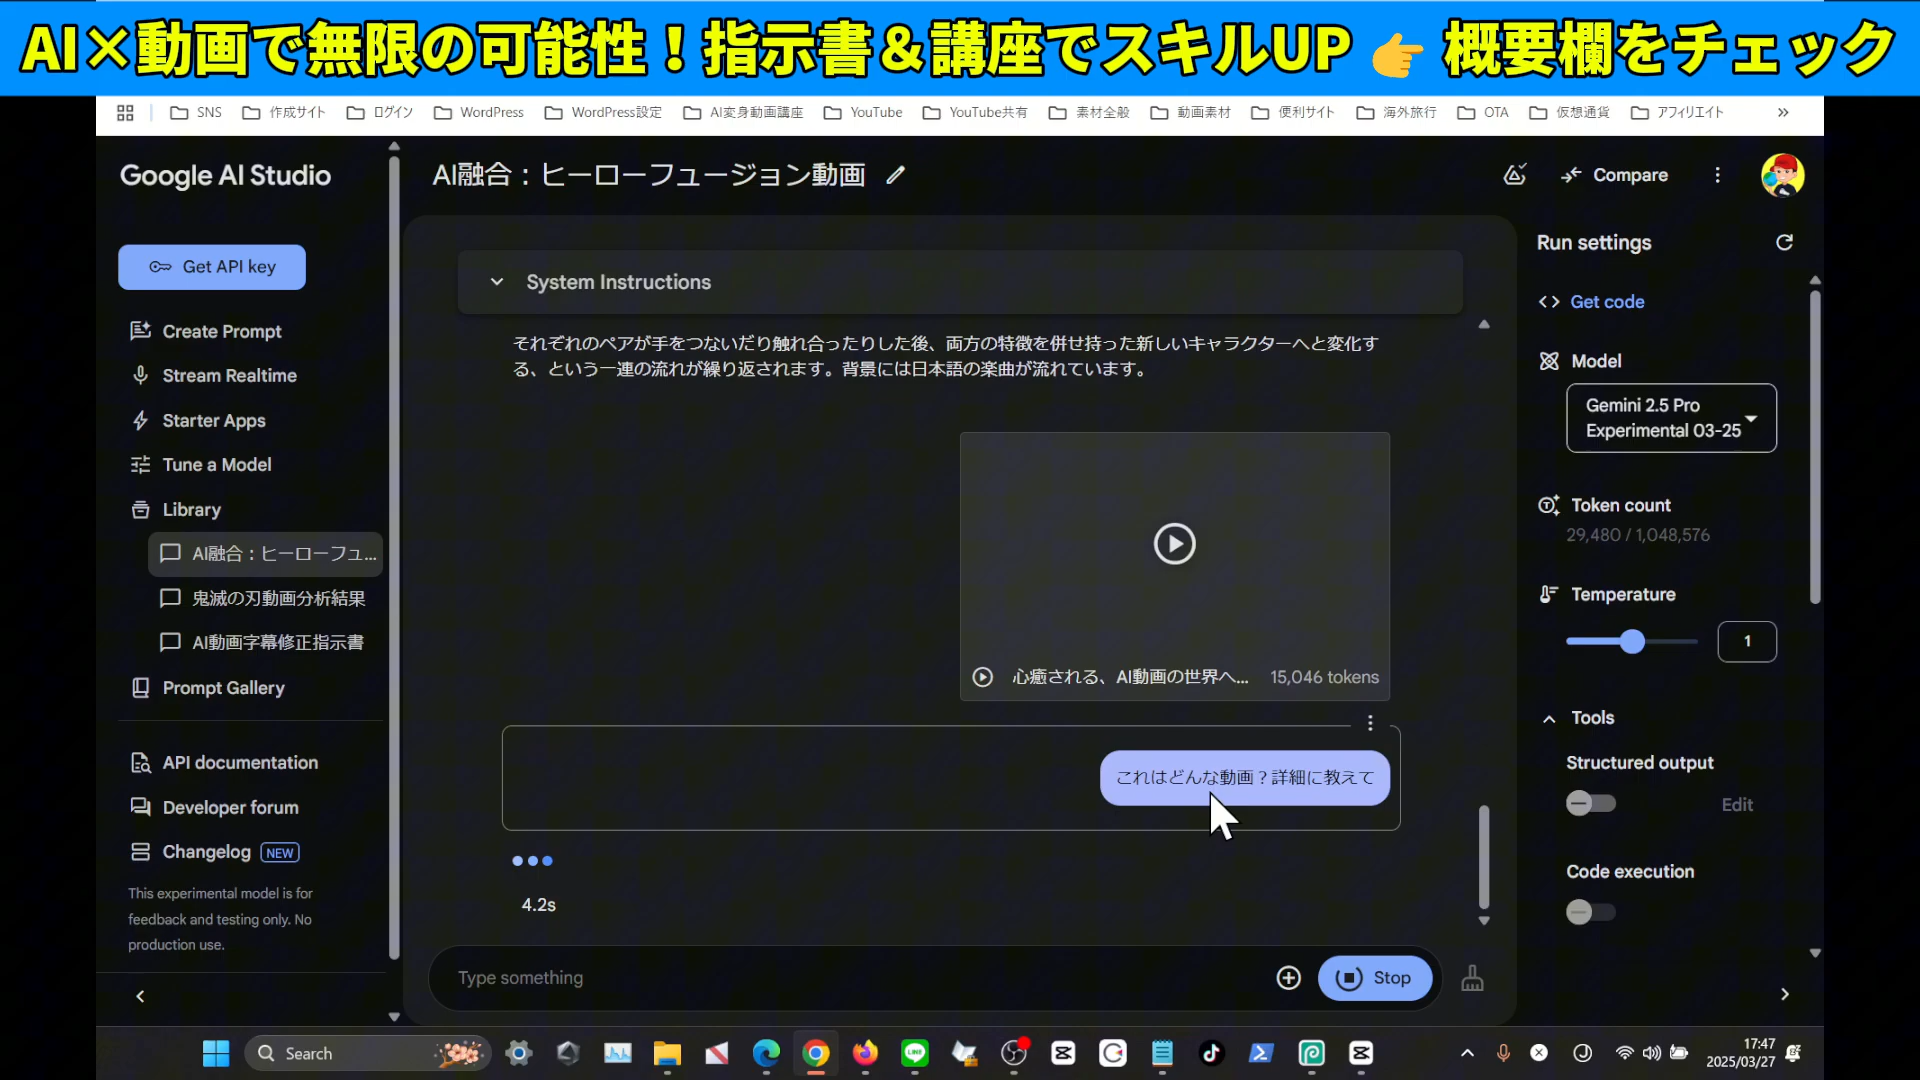 AI×動画で無限の可能性！指示書＆講座でスキルUP 👉 概要欄をチェック
SNS 作成サイト ログイン WordPress WordPress設定 AI変身動画講座 YouTube YouTube共有 素材全般 動画素材 便利サイト 海外旅行 OTA 仮想通貨 アフィリエイト »
Google AI Studio
Get API key
Create Prompt
Stream Realtime
Starter Apps
Tune a Model
Library
AI融合：ヒーローフュ...
鬼滅の刃動画分析結果
AI動画字幕修正指示書
Prompt Gallery
API documentation
Developer forum
Changelog NEW
This experimental model is for
feedback and testing only. No
production use.
AI融合：ヒーローフュージョン動画
Compare
System Instructions
それぞれのペアが手をつないだり触れ合ったりした後、両方の特徴を併せ持った新しいキャラクターへと変化す
る、という一連の流れが繰り返されます。背景には日本語の楽曲が流れています。
心癒される、AI動画の世界へ... 15,046 tokens
これはどんな動画？詳細に教えて
4.2s
Type something
Stop
Run settings
Get code
Model
Gemini 2.5 Pro
Experimental 03-25
Token count
29,480 / 1,048,576
Temperature
1
Tools
Structured output
Edit
Code execution
Search
17:47
2025/03/27